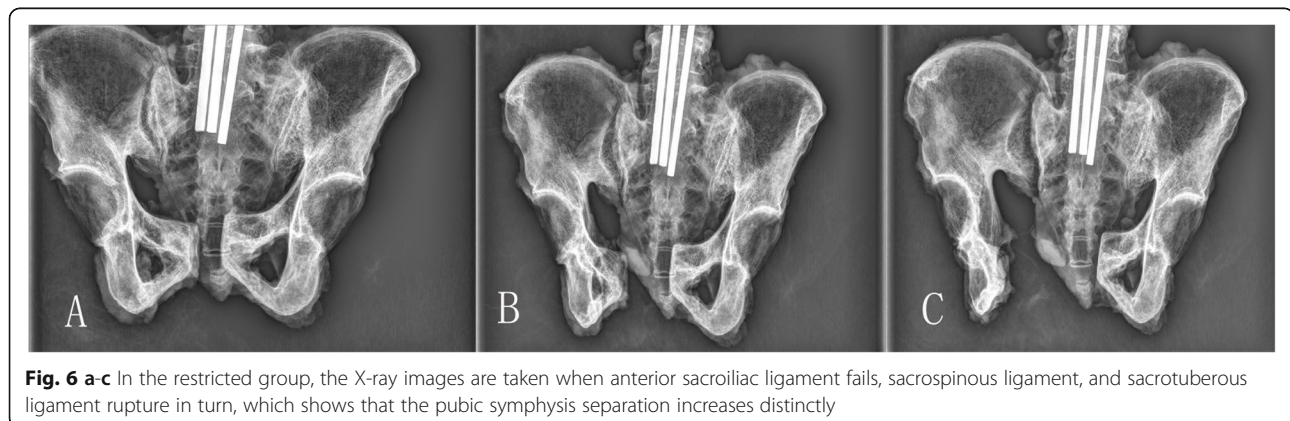 A
B
C
Fig. 6 a-c In the restricted group, the X-ray images are taken when anterior sacroiliac ligament fails, sacrospinous ligament, and sacrotuberous
ligament rupture in turn, which shows that the pubic symphysis separation increases distinctly